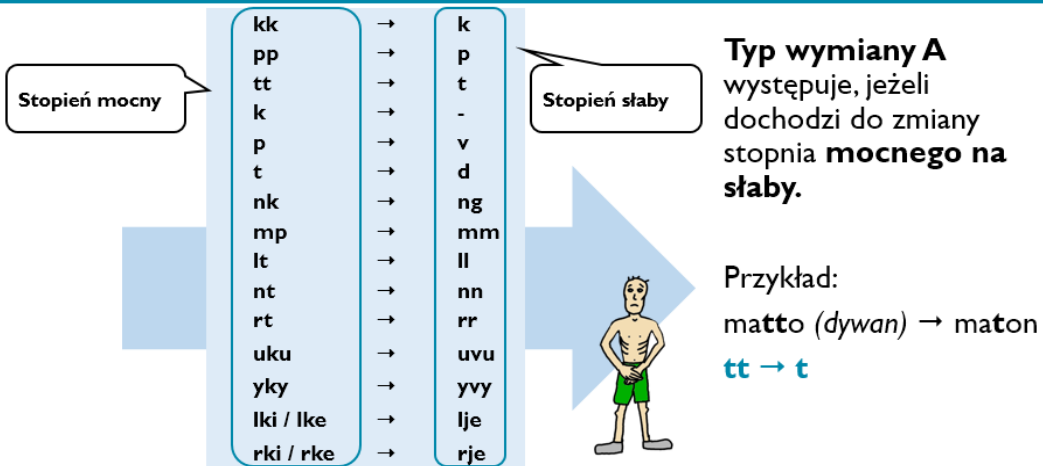 Stopień mocny
kk → k
pp → p
tt → t
k → -
p → v
t → d
nk → ng
mp → mm
lt → ll
nt → nn
rt → rr
uku → uvu
yky → yvy
lki / lke → lje
rki / rke → rje
Stopień słaby
Typ wymiany A
występuje, jeżeli
dochodzi do zmiany
stopnia mocnego na
słaby.
Przykład:
matto (dywan) → maton
tt → t